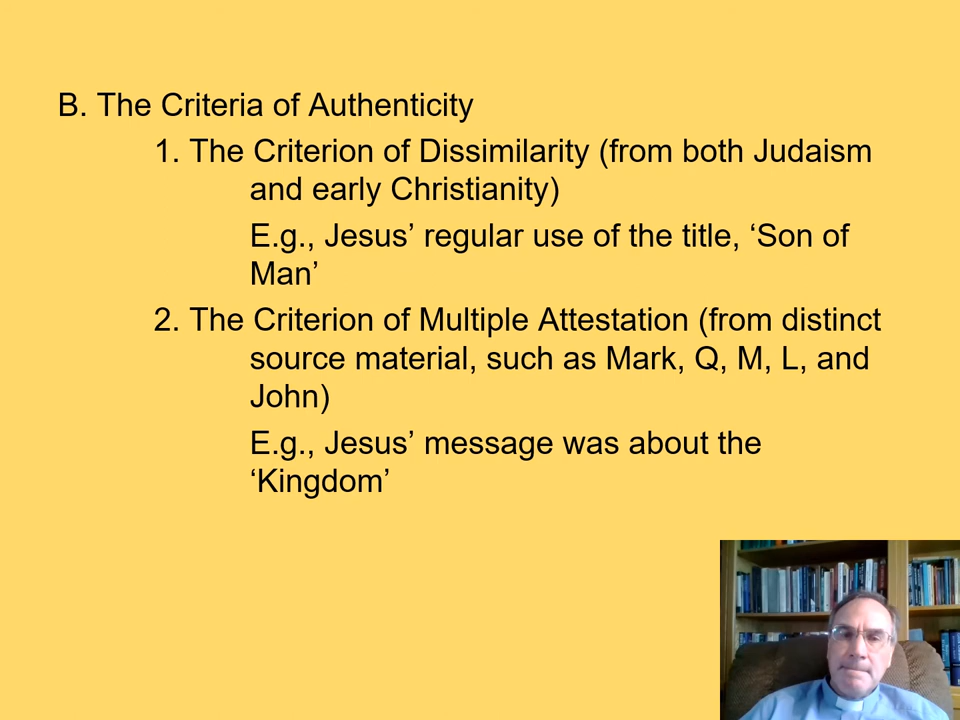 B. The Criteria of Authenticity
1. The Criterion of Dissimilarity (from both Judaism
and early Christianity)
E.g., Jesus’ regular use of the title, ‘Son of
Man’
2. The Criterion of Multiple Attestation (from distinct
source material, such as Mark, Q, M, L, and
John)
E.g., Jesus’ message was about the
‘Kingdom’